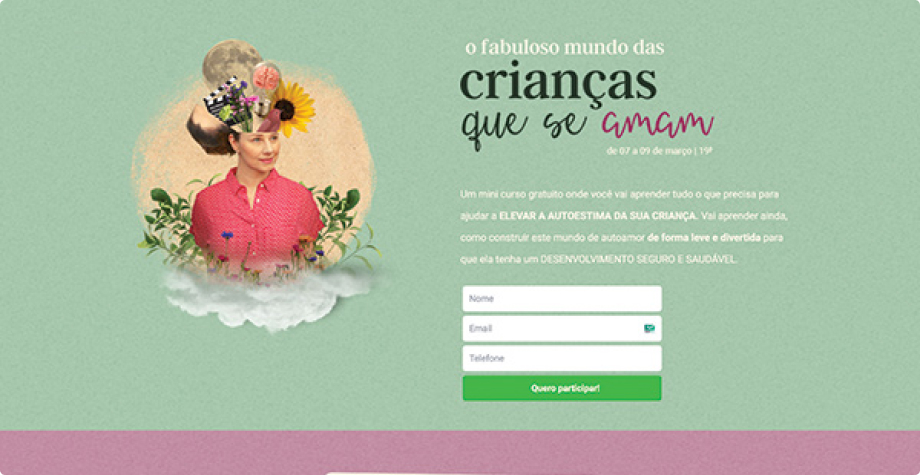 o fabuloso mundo das
crianças
que se amam
de 07 a 09 de março | 19ª
Um mini curso gratuito onde você vai aprender tudo o que precisa para
ajudar a ELEVAR A AUTOESTIMA DA SUA CRIANÇA. Vai aprender ainda,
como construir este mundo de autoamor de forma leve e divertida para
que ela tenha um DESENVOLVIMENTO SEGURO E SAUDÁVEL.
Nome
Email
Telefone
Quero participar!